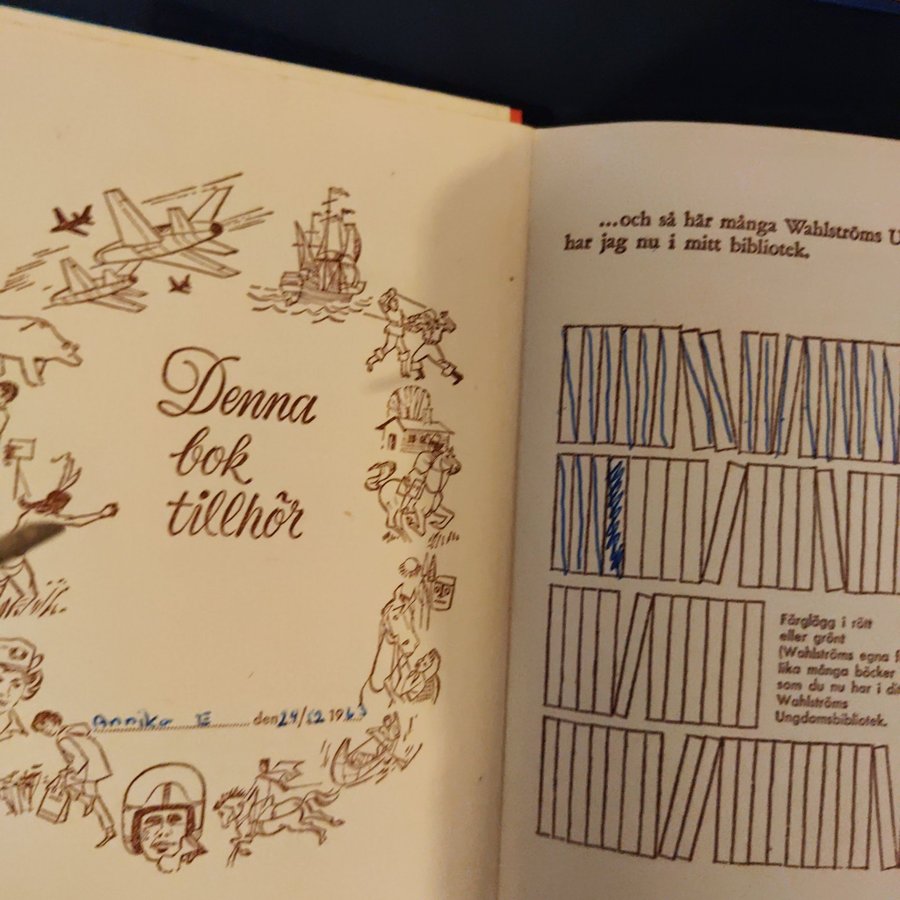 Denna
bok
tillhör
Annika E den 24/12 1963
...och så här många Wahlströms U
har jag nu i mitt bibliotek.
Färglägg i rött
eller grönt
(Wahlströms egna f
lika många böcker
som du nu har i di
Wahlströms
Ungdomsbibliotek.